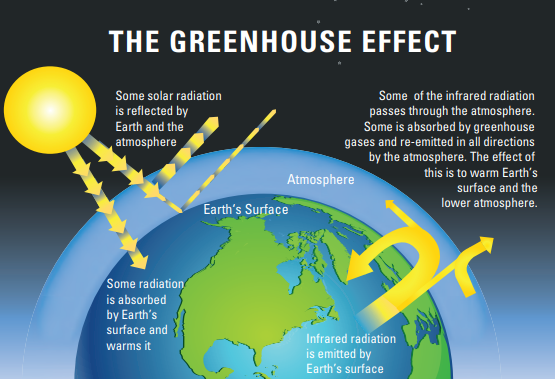 THE GREENHOUSE EFFECT
Some solar radiation
is reflected by
Earth and the
atmosphere
Some of the infrared radiation
passes through the atmosphere.
Some is absorbed by greenhouse
gases and re-emitted in all directions
by the atmosphere. The effect of
this is to warm Earth's
surface and the
lower atmosphere.
Atmosphere
Earth's Surface
Some radiation
is absorbed
by Earth's
surface and
warms it
Infrared radiation
is emitted by
Earth's surface